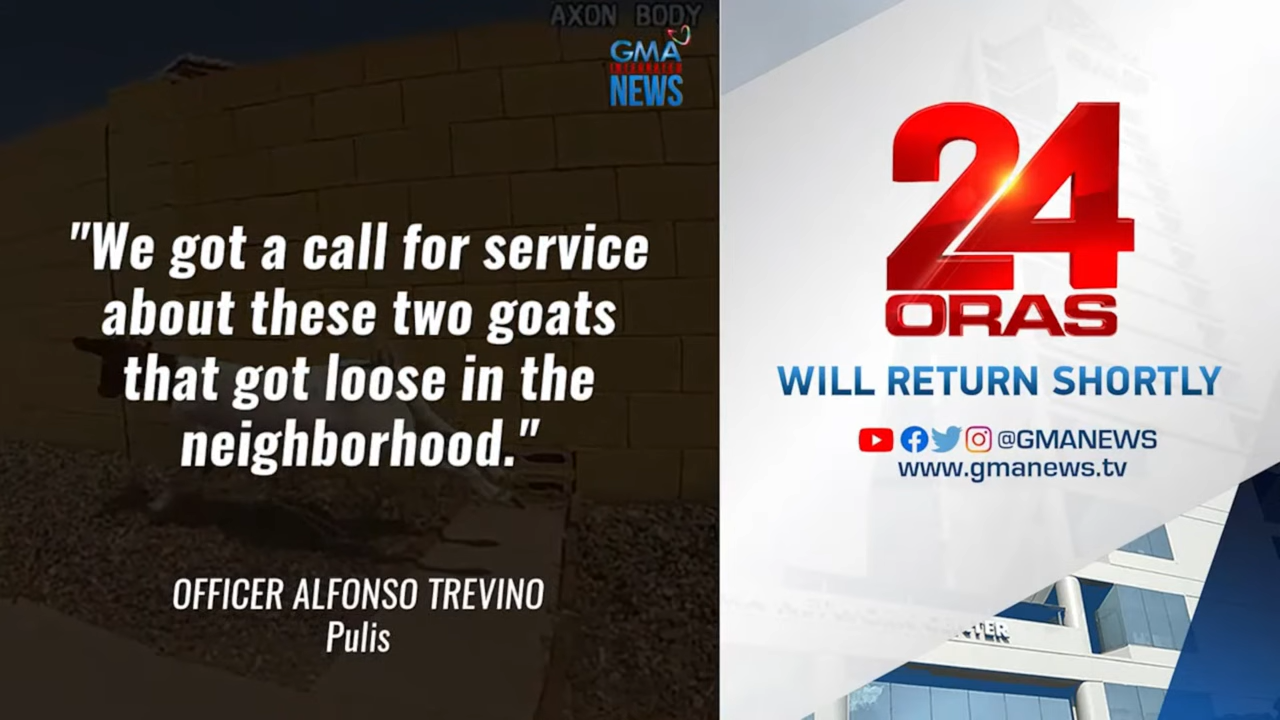 AXON BODY
GMA
INTEGRATED
NEWS
"We got a call for service
about these two goats
that got loose in the
neighborhood."
OFFICER ALFONSO TREVINO
Pulis
24
ORAS
WILL RETURN SHORTLY
@GMANEWS
www.gmanews.tv